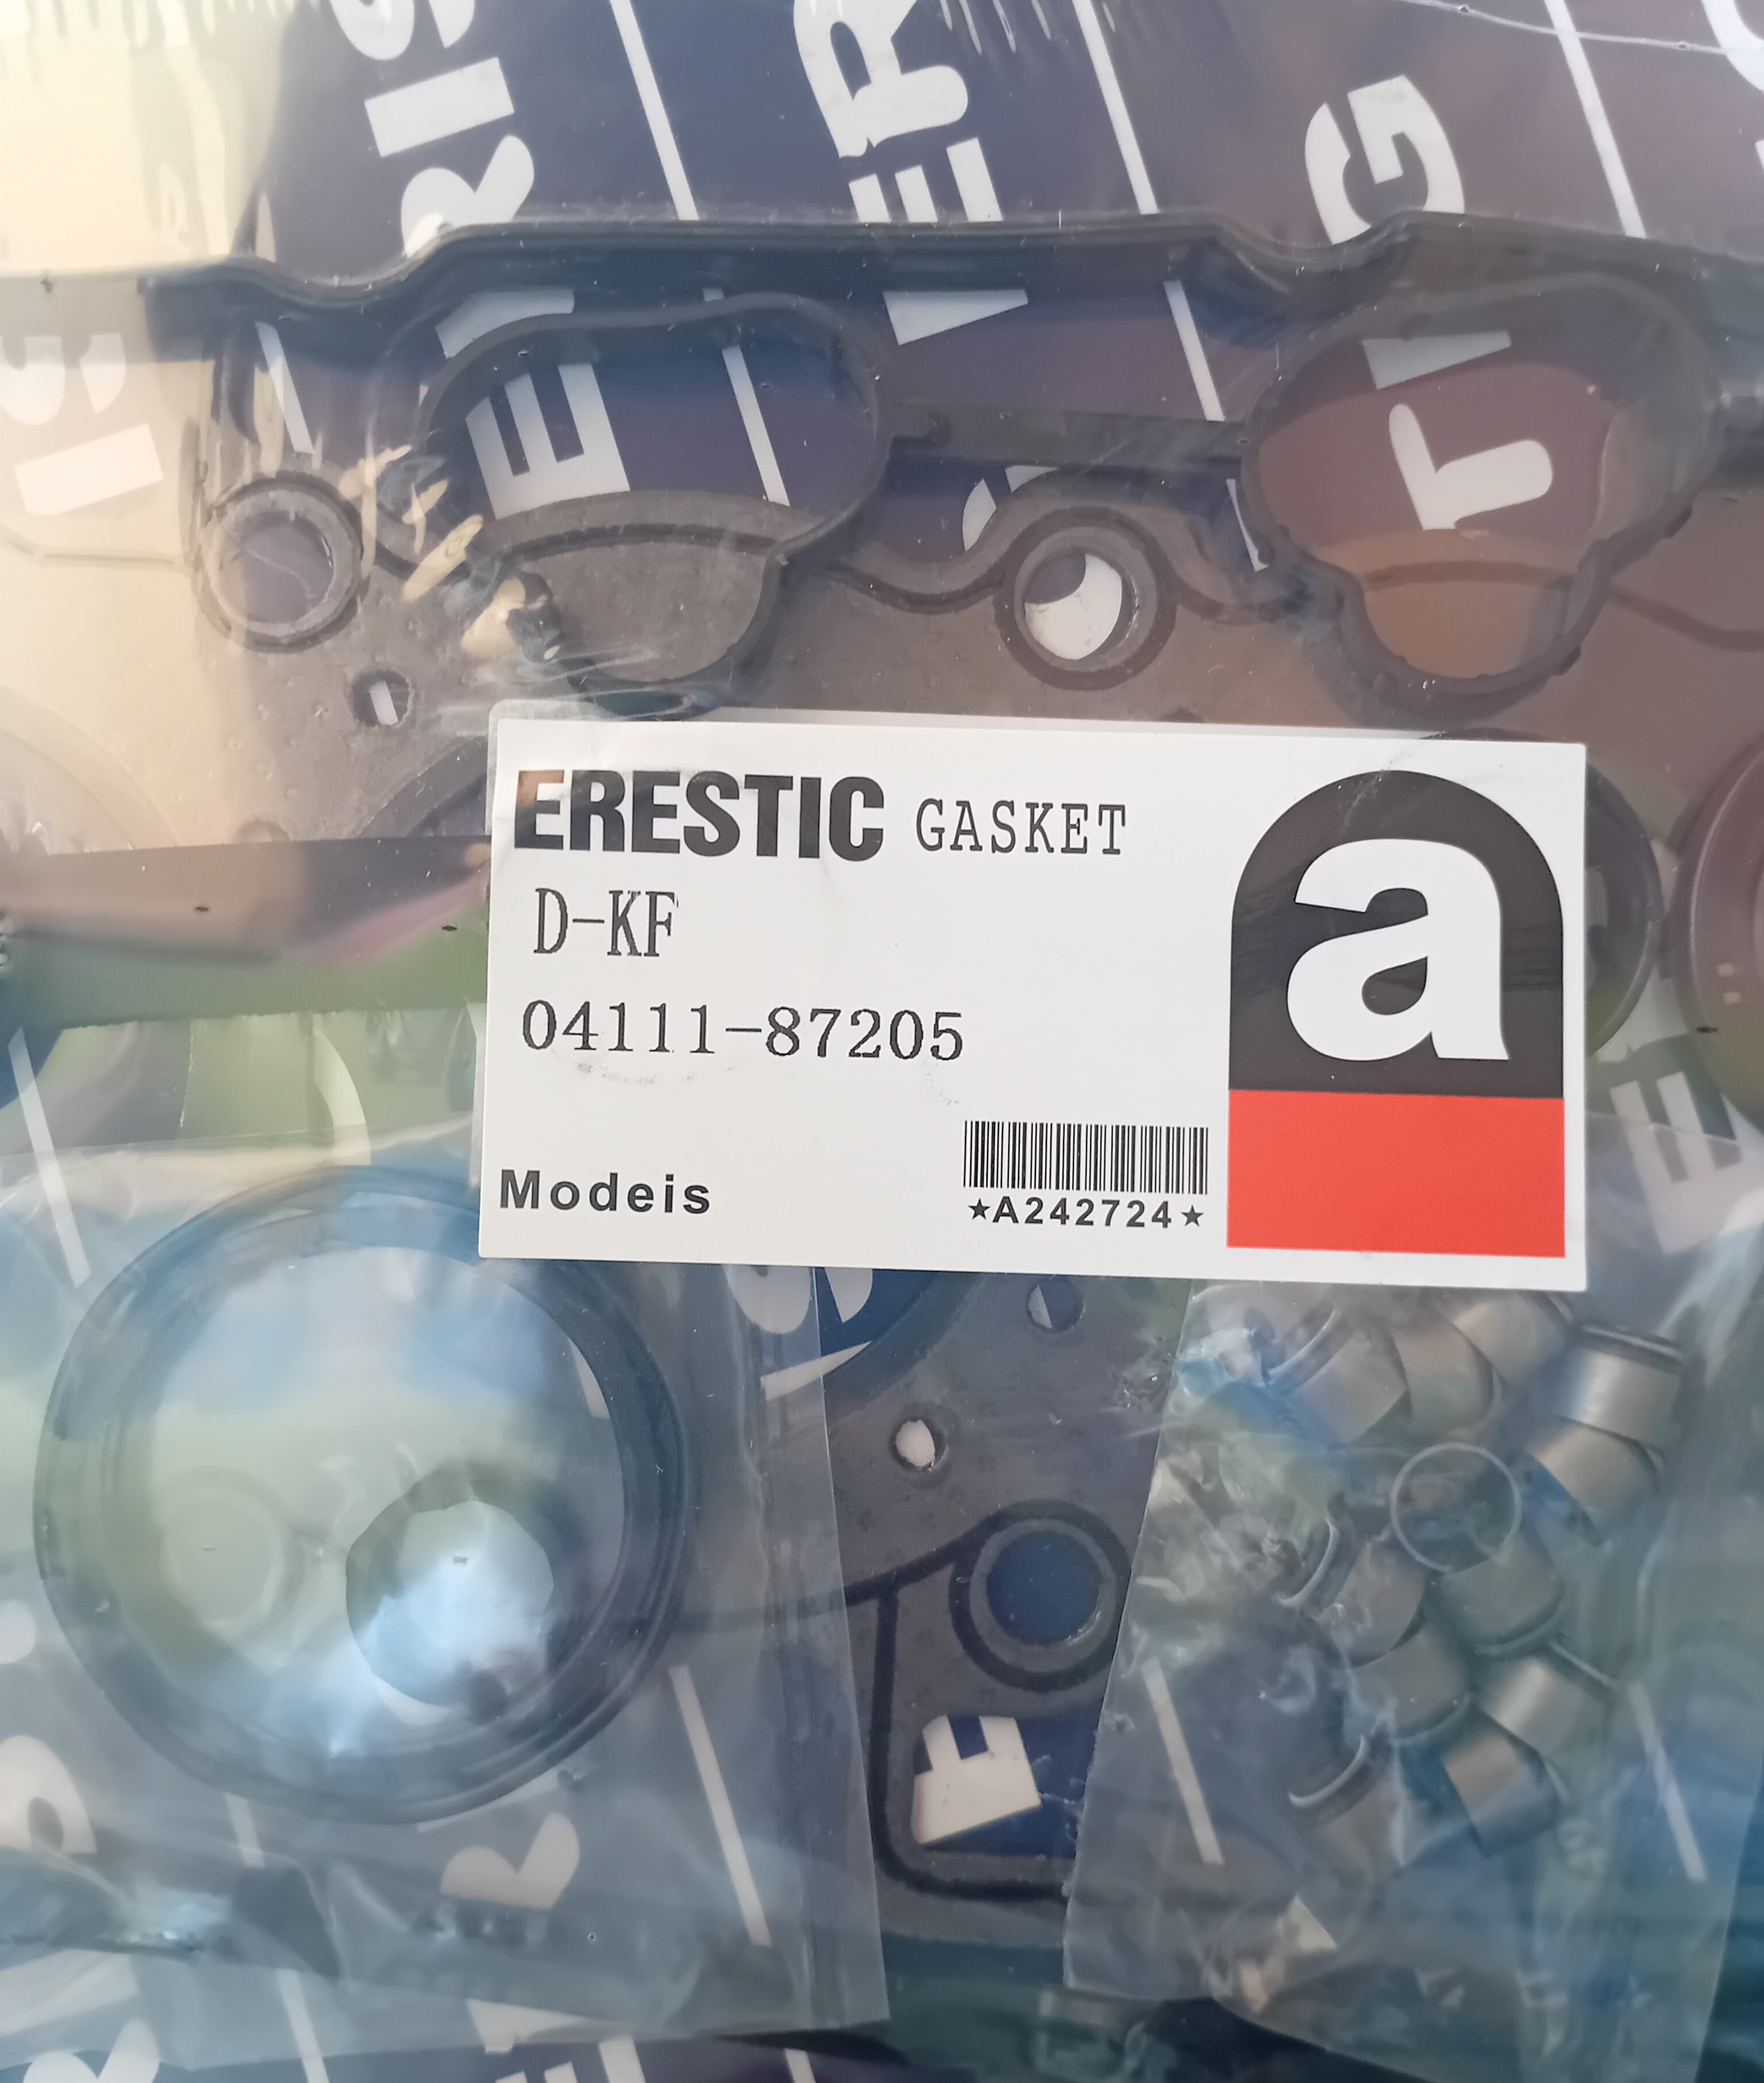 ERESTIC GASKET
D-KF
04111-87205
Modeis
★A242724★
a